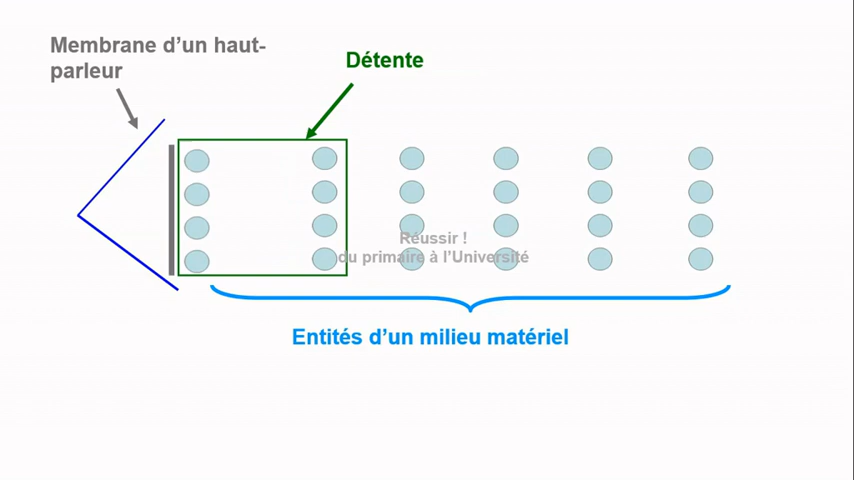 Membrane d’un haut-
parleur
Détente
Réussir !
du primaire à l’Université
Entités d’un milieu matériel